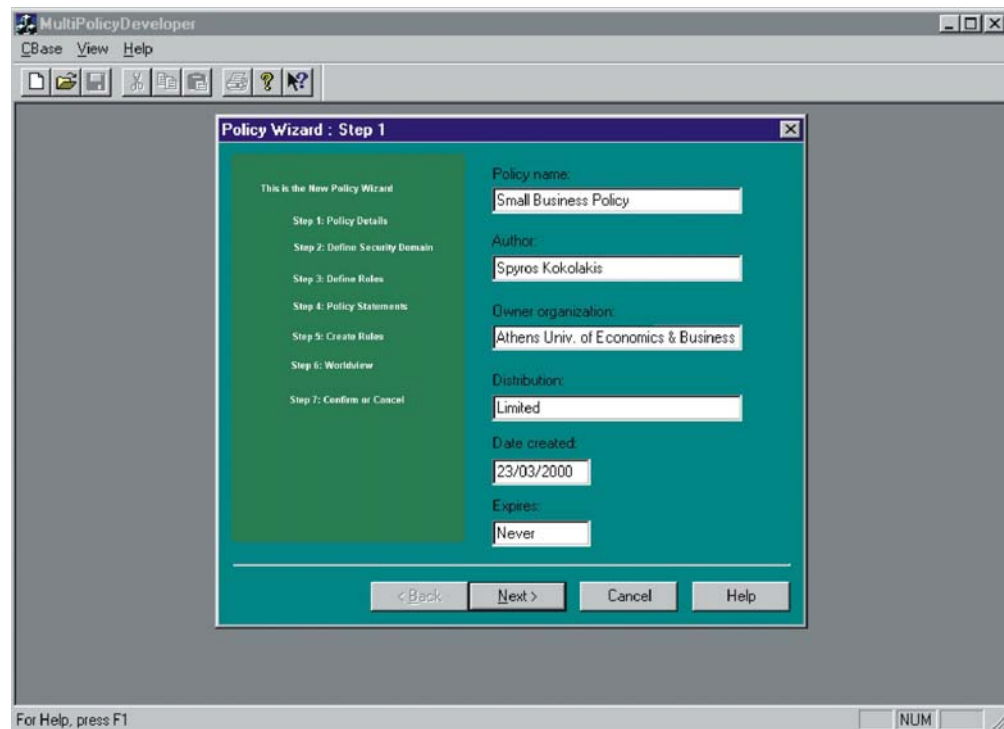 MultiPolicyDeveloper
CBase View Help
Policy Wizard : Step 1
This is the New Policy Wizard
Step 1: Policy Details
Step 2: Define Security Domain
Step 3: Define Roles
Step 4: Policy Statements
Step 5: Create Rules
Step 6: Worldview
Step 7: Confirm or Cancel
Policy name:
Small Business Policy
Author:
Spyros Kokolakis
Owner organization:
Athens Univ. of Economics & Business
Distribution:
Limited
Date created:
23/03/2000
Expires:
Never
< Back Next > Cancel Help
For Help, press F1 NUM